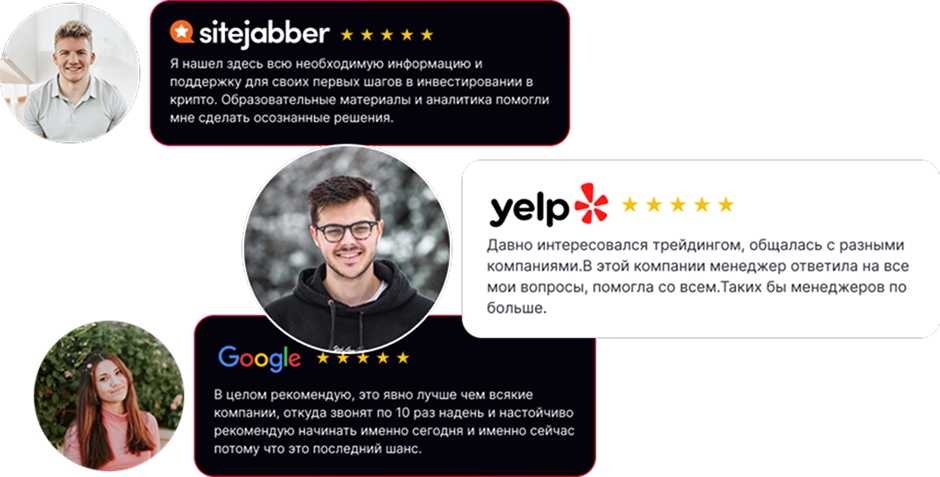 sitejabber
Я нашел здесь всю необходимую информацию и
поддержку для своих первых шагов в инвестировании в
крипто. Образовательные материалы и аналитика помогли
мне сделать осознанные решения.
yelp
Давно интересовался трейдингом, общалась с разными
компаниями.В этой компании менеджер ответила на все
мои вопросы, помогла со всем.Таких бы менеджеров по
больше.
Google
В целом рекомендую, это явно лучше чем всякие
компании, откуда звонят по 10 раз надень и настойчиво
рекомендую начинать именно сегодня и именно сейчас
потому что это последний шанс.